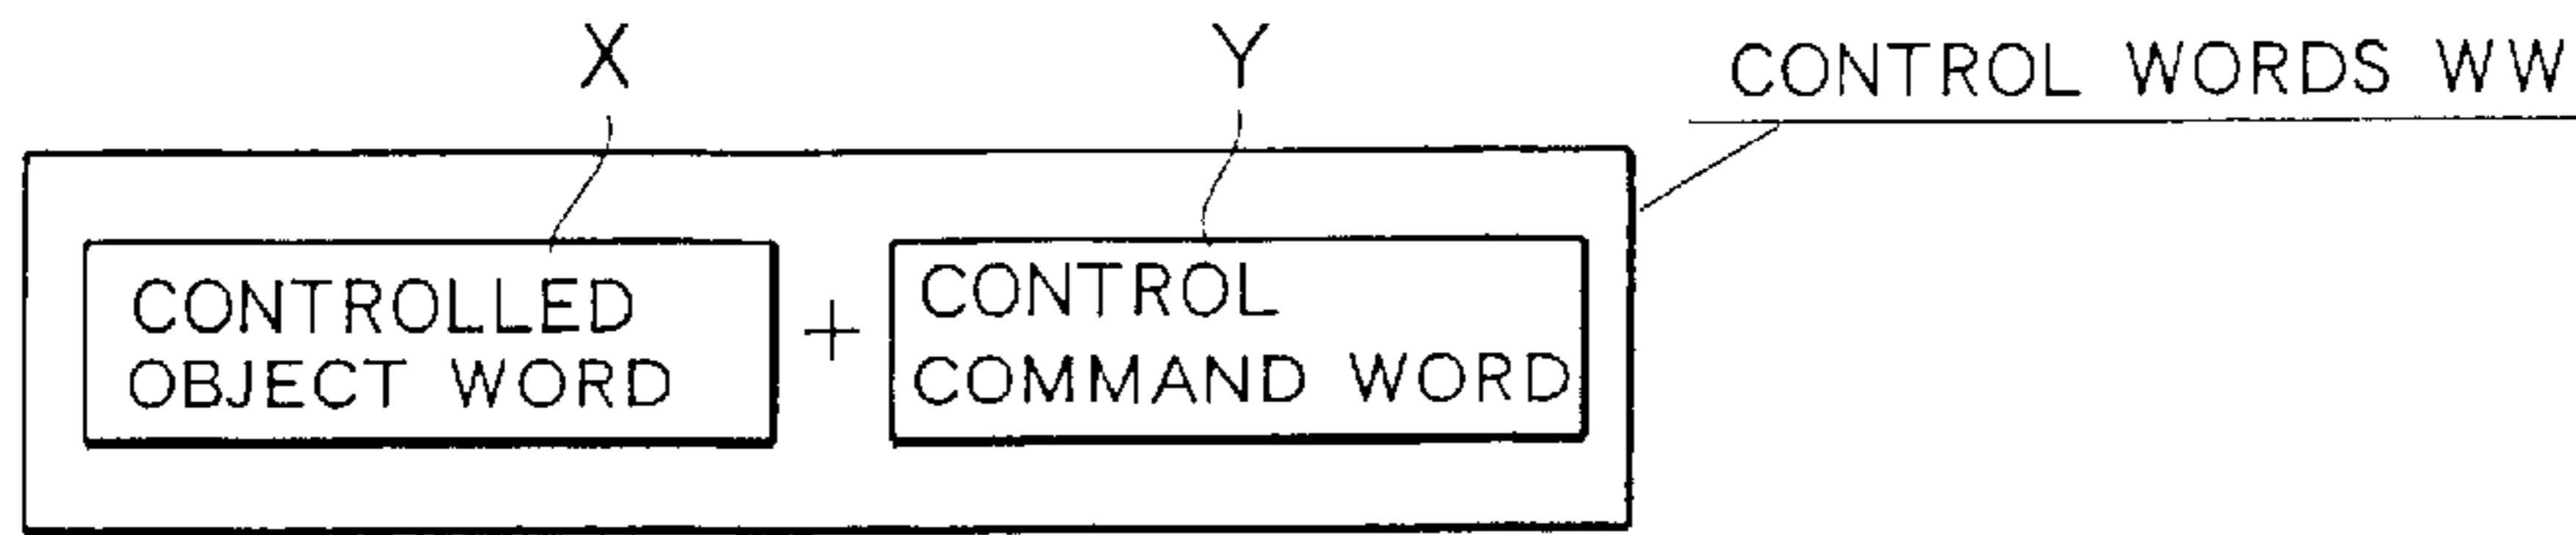 X
Y
CONTROL WORDS WW
CONTROLLED
OBJECT WORD
+
CONTROL
COMMAND WORD